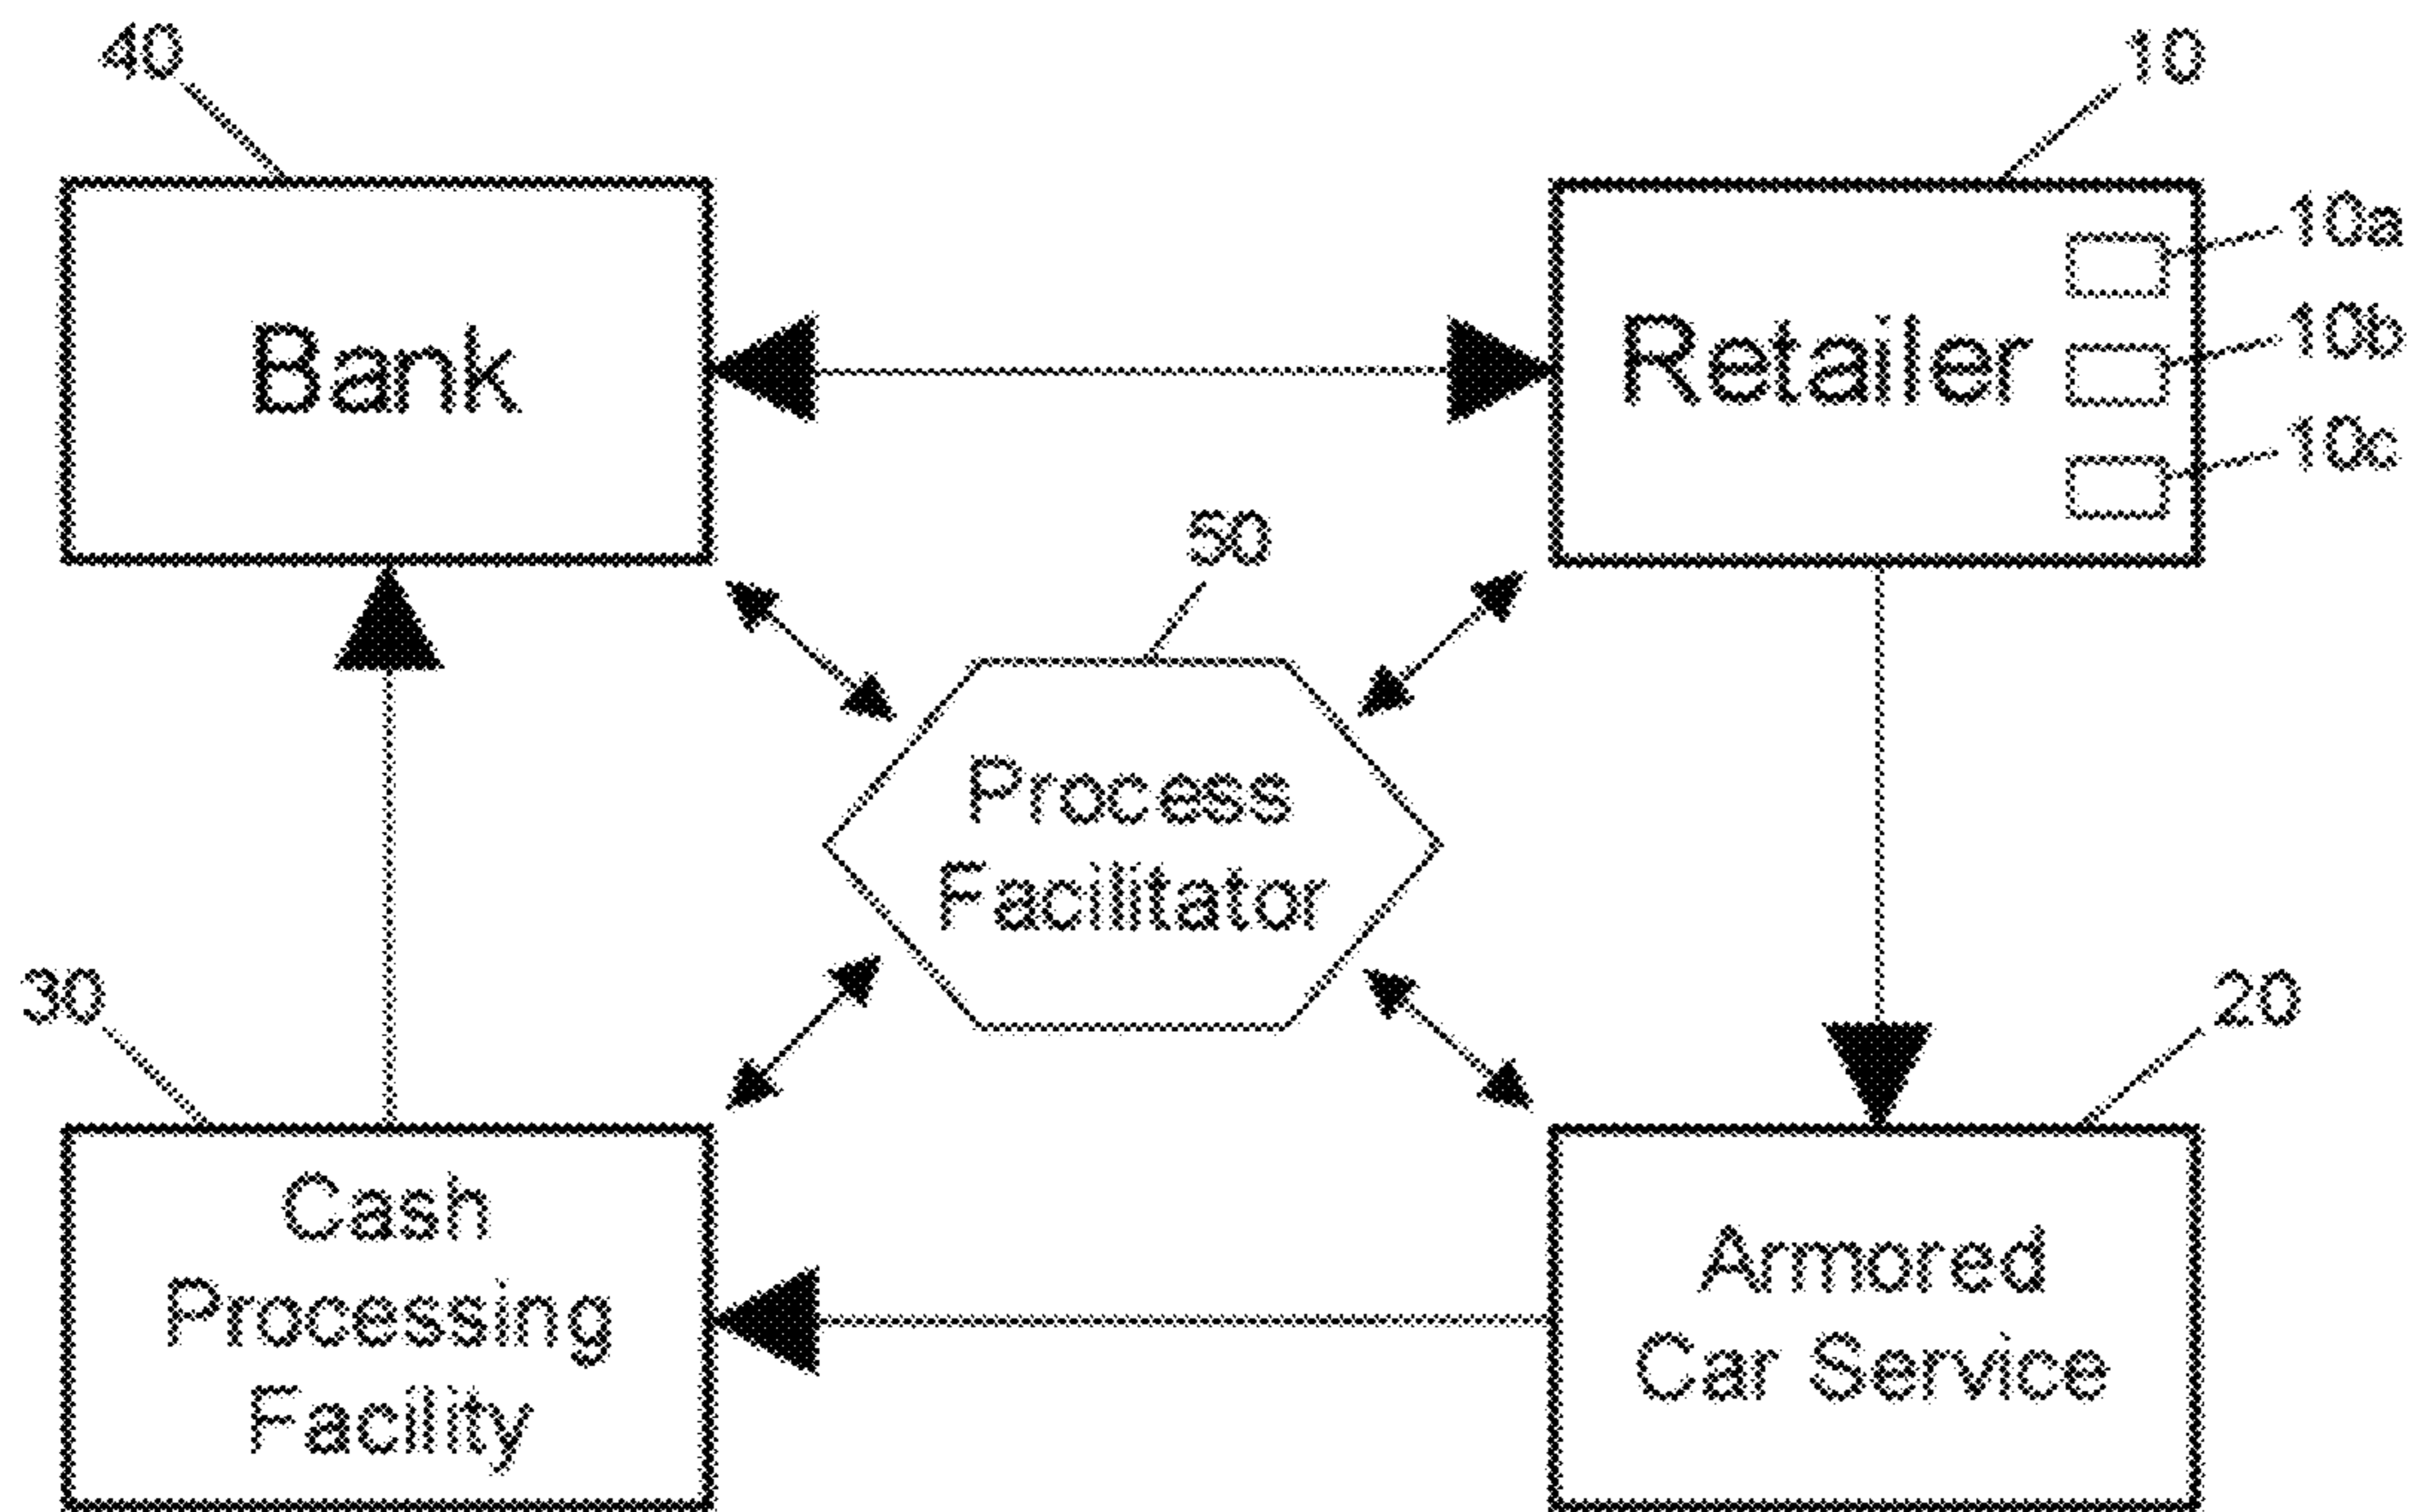 40
10
10a
Bank
Retailer
10b
10c
50
Process
Facilitator
30
20
Cash
Processing
Facility
Armored
Car Service